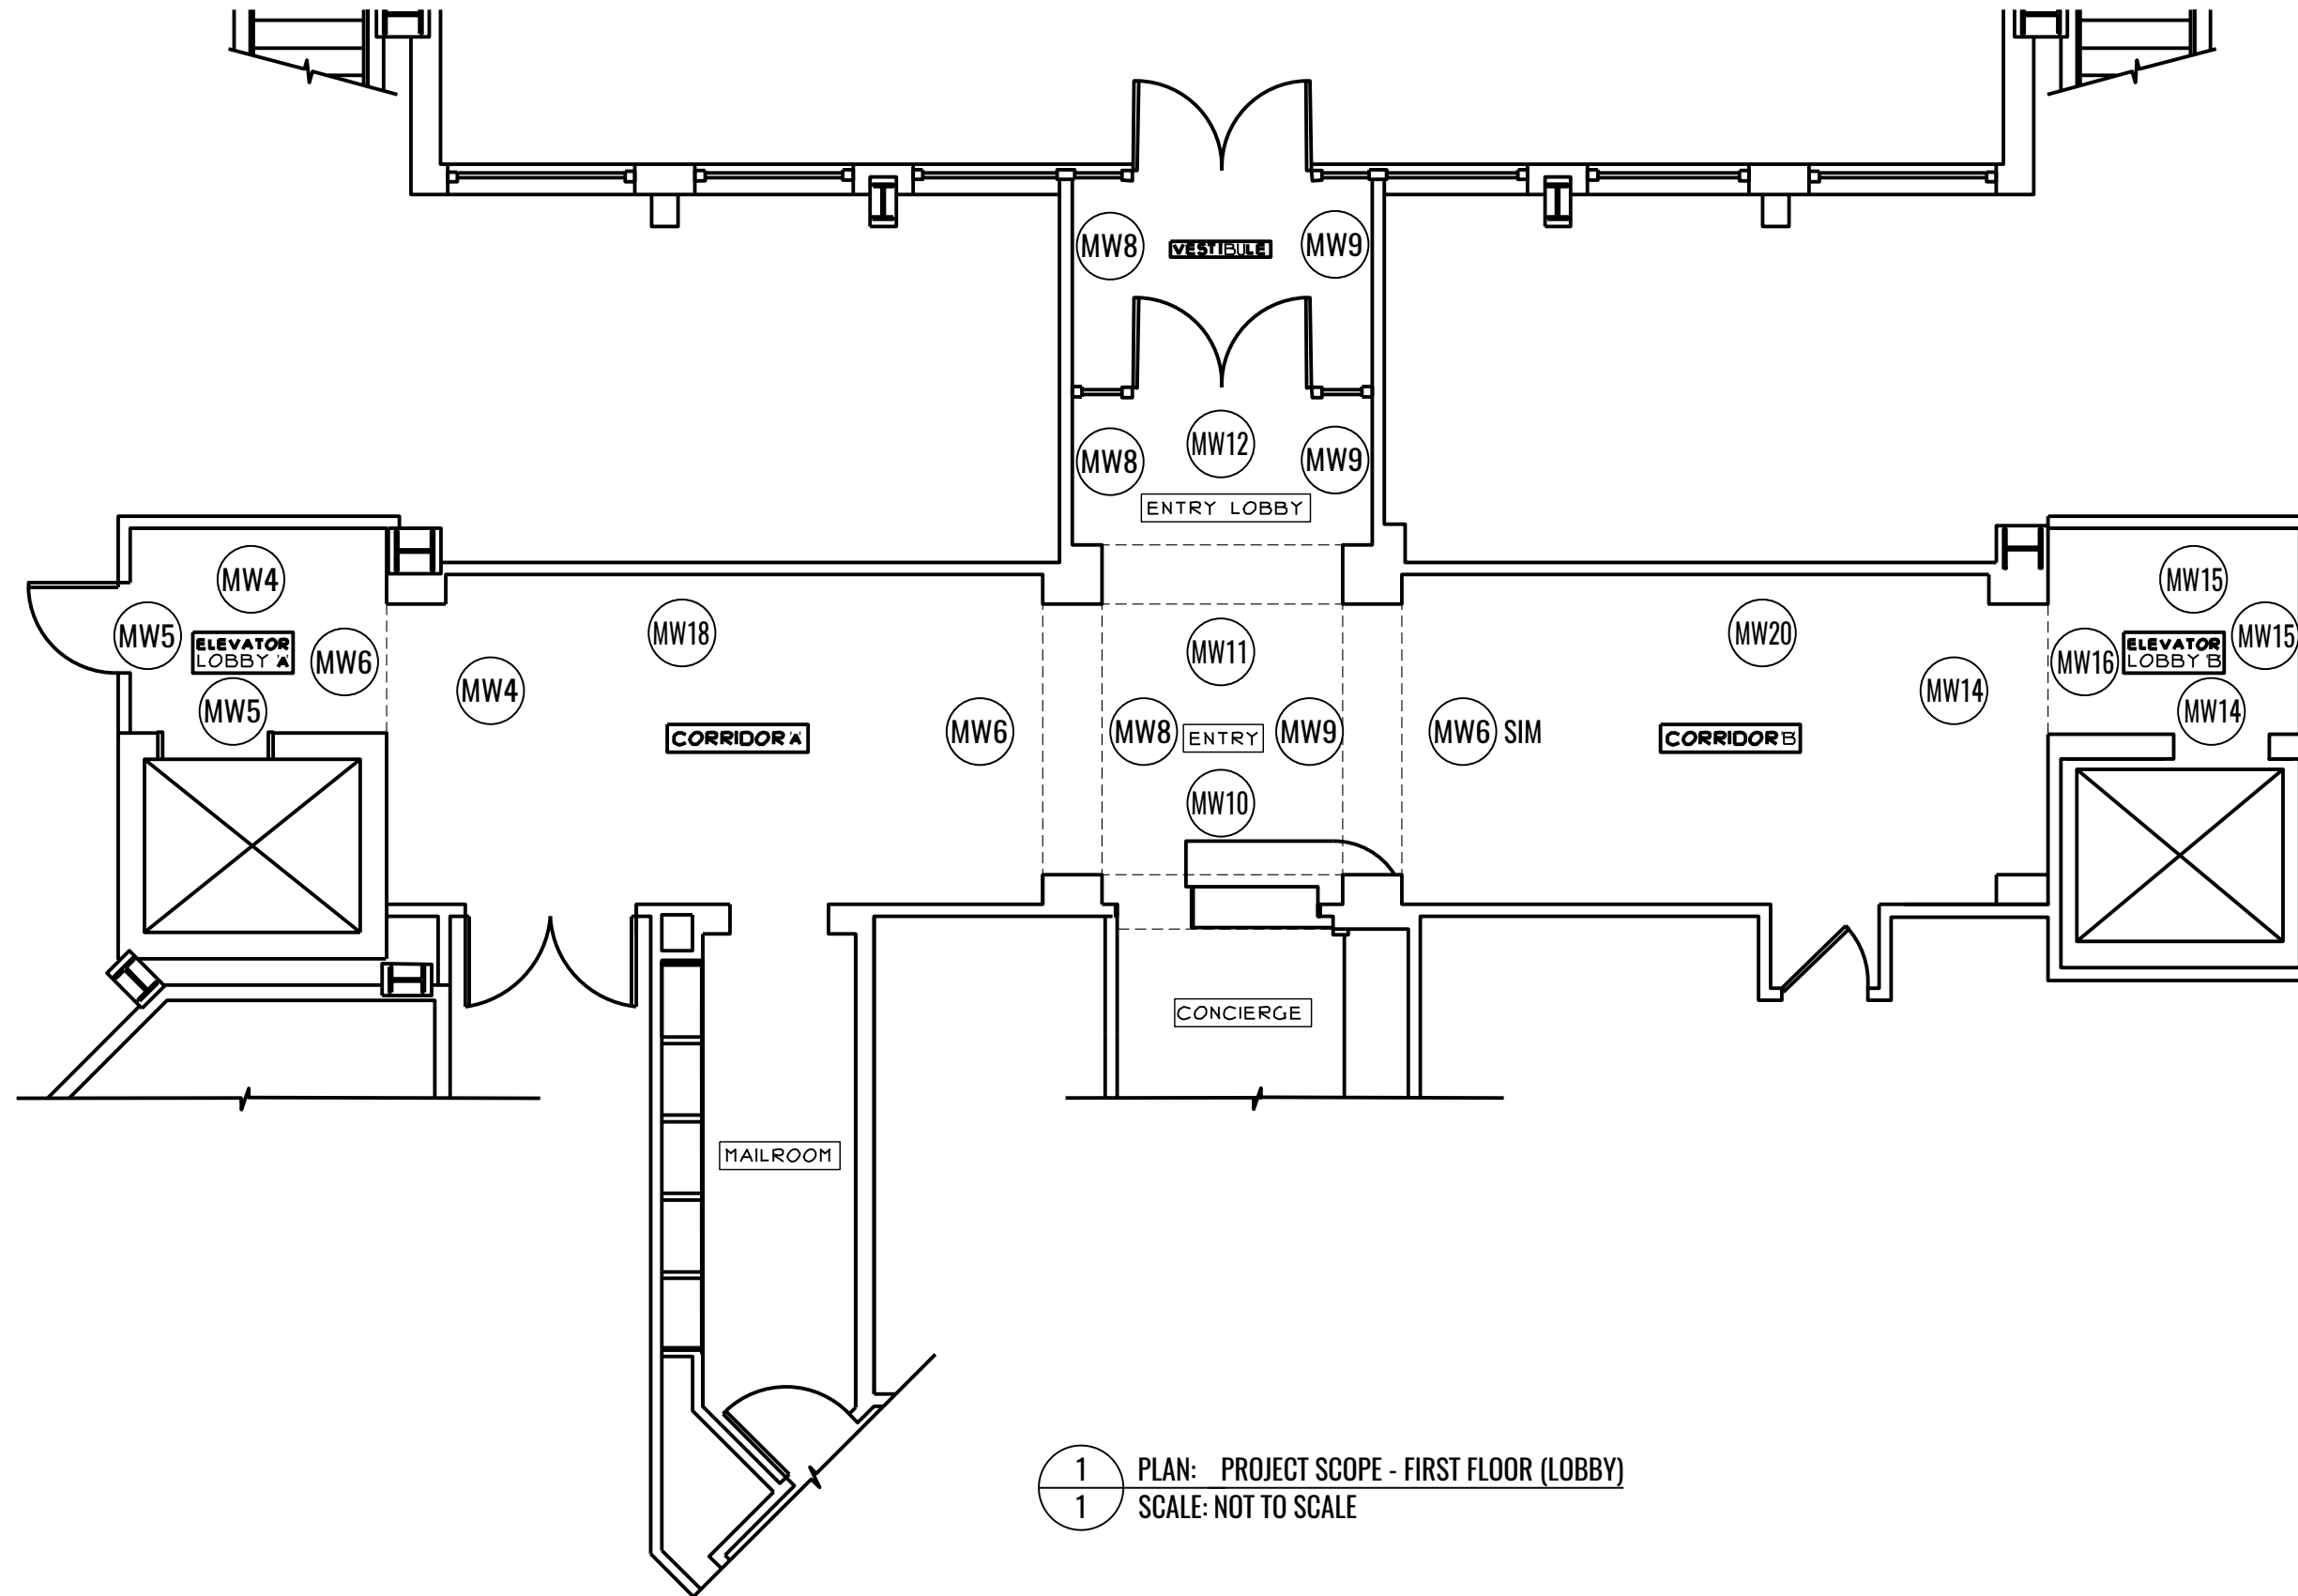 MW8
VESTIBULE
MW9
MW8
MW12
MW9
ENTRY LOBBY
MW4
MW5
ELEVATOR
LOBBY 'A'
MW6
MW5
MW4
MW18
CORRIDOR 'A'
MW6
MW11
MW8
ENTRY
MW9
MW10
MW6 SIM
MW20
CORRIDOR 'B'
MW14
MW15
MW16
ELEVATOR
LOBBY 'B'
MW15
MW14
CONCIERGE
MAILROOM
1
1
PLAN: PROJECT SCOPE - FIRST FLOOR (LOBBY)
SCALE: NOT TO SCALE